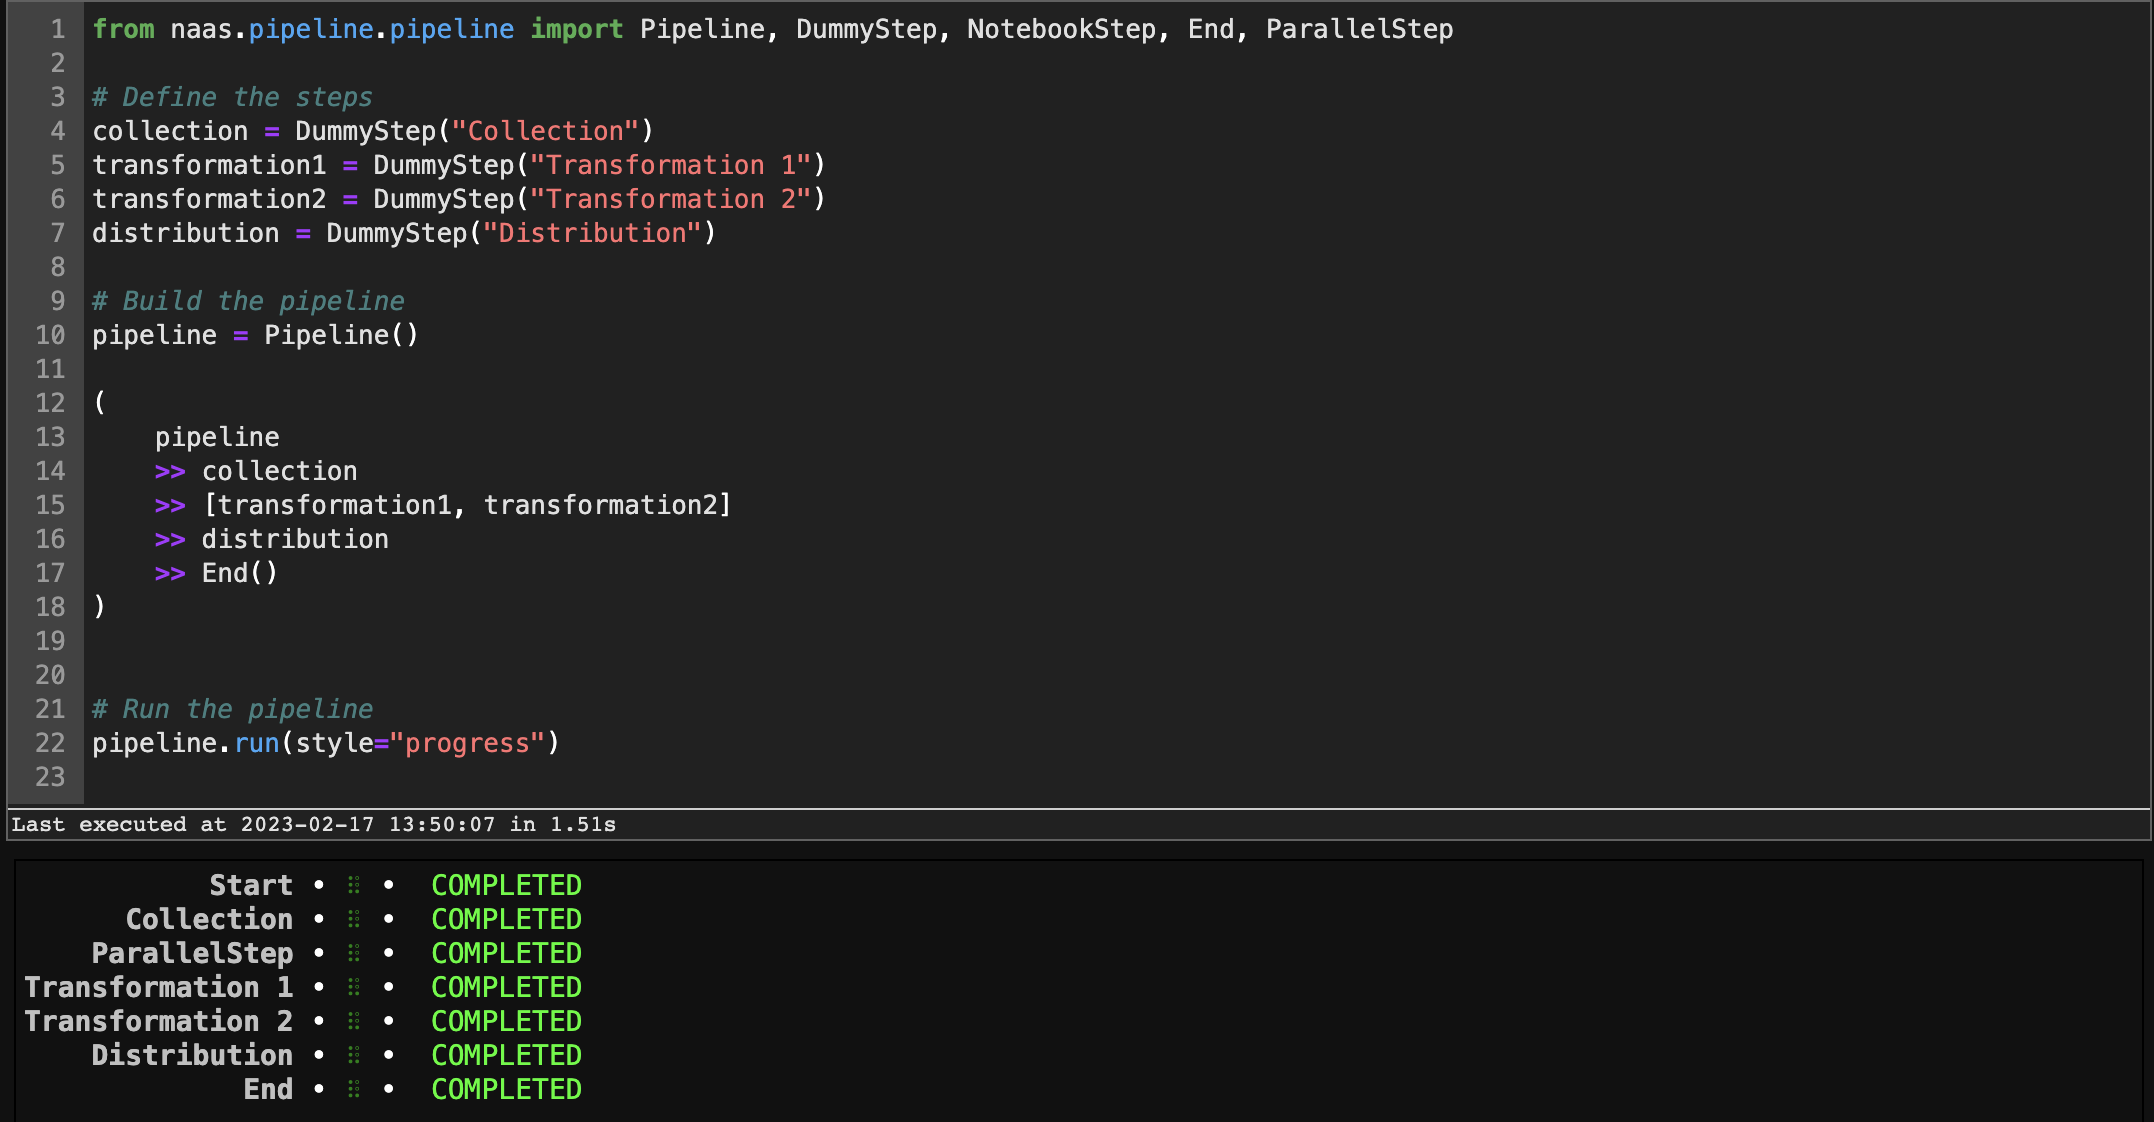 1 from naas.pipeline.pipeline import Pipeline, DummyStep, NotebookStep, End, ParallelStep
2
3 # Define the steps
4 collection = DummyStep("Collection")
5 transformation1 = DummyStep("Transformation 1")
6 transformation2 = DummyStep("Transformation 2")
7 distribution = DummyStep("Distribution")
8
9 # Build the pipeline
10 pipeline = Pipeline()
11
12 (
13     pipeline
14     >> collection
15     >> [transformation1, transformation2]
16     >> distribution
17     >> End()
18 )
19
20
21 # Run the pipeline
22 pipeline.run(style="progress")
23
Last executed at 2023-02-17 13:50:07 in 1.51s
Start • ⠿ • COMPLETED
Collection • ⠿ • COMPLETED
ParallelStep • ⠿ • COMPLETED
Transformation 1 • ⠿ • COMPLETED
Transformation 2 • ⠿ • COMPLETED
Distribution • ⠿ • COMPLETED
End • ⠿ • COMPLETED